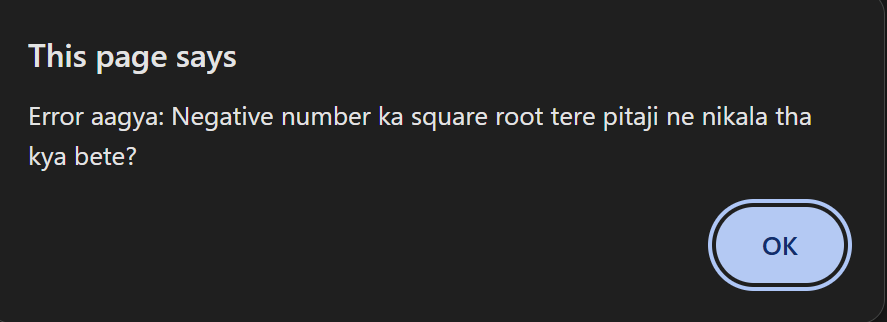 This page says
Error aagya: Negative number ka square root tere pitaji ne nikala tha
kya bete?
OK